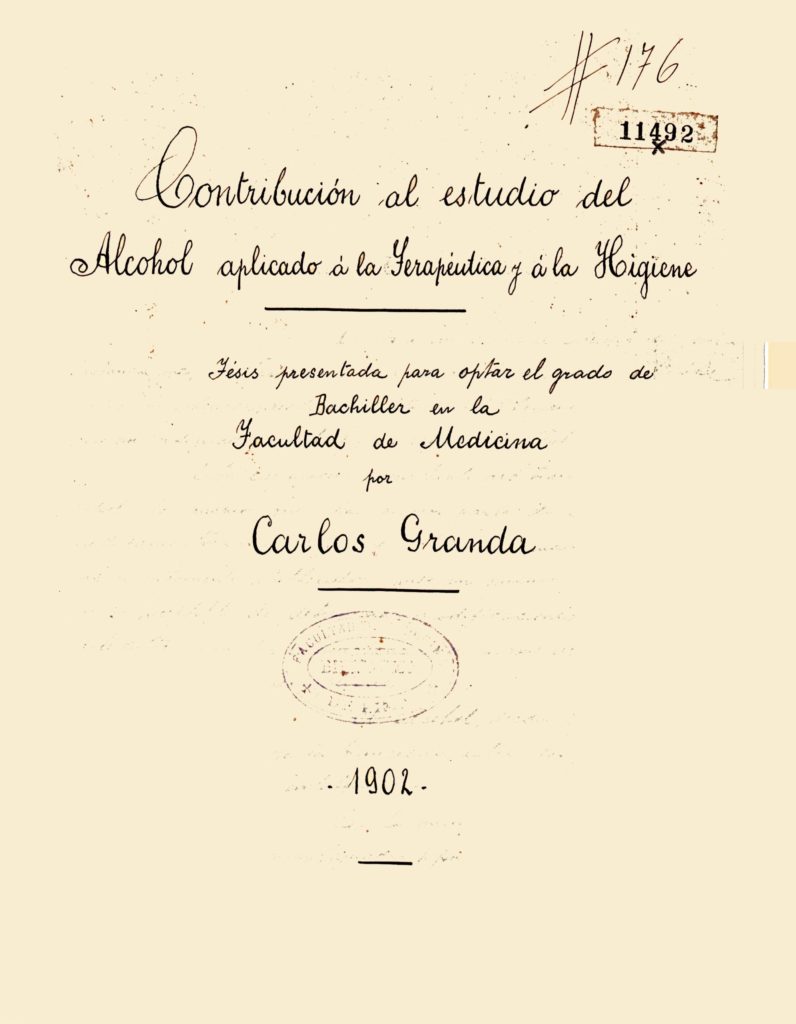 # 176
11492
x
Contribución al estudio del
Alcohol aplicado á la Terapéutica y á la Higiene
Tésis presentada para optar el grado de
Bachiller en la
Facultad de Medicina
por
Carlos Granda
FACULTAD
- 1902 -